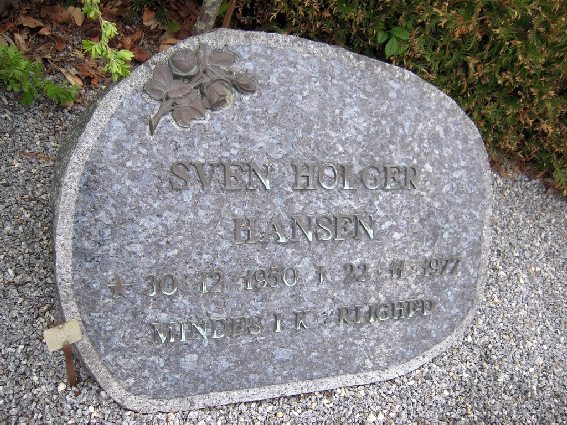 SVEN HOLGER
HANSEN
* 30·12·1950 † 22·11·1977
MINDES I KÆRLIGHED